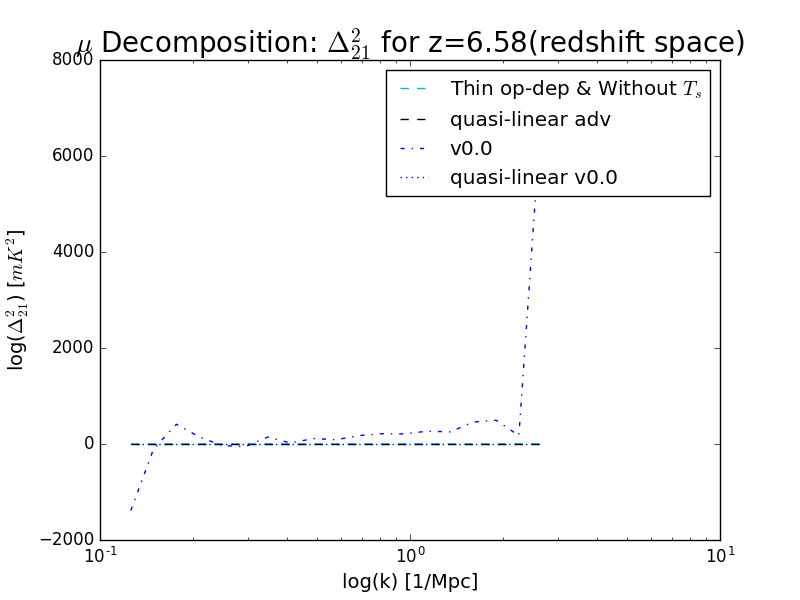 μ Decomposition: Δ²₂₁ for z=6.58(redshift space)
8000
6000
4000
2000
0
−2000
log(Δ²₂₁) [mK²]
Thin op-dep & Without Tₛ
quasi-linear adv
v0.0
quasi-linear v0.0
10⁻¹
10⁰
10¹
log(k) [1/Mpc]